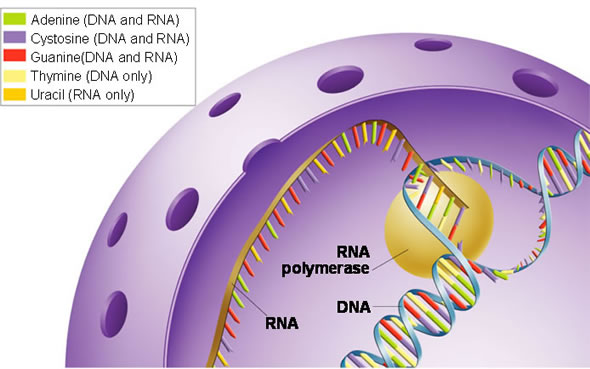 Adenine (DNA and RNA)
Cystosine (DNA and RNA)
Guanine(DNA and RNA)
Thymine (DNA only)
Uracil (RNA only)
RNA
polymerase
DNA
RNA